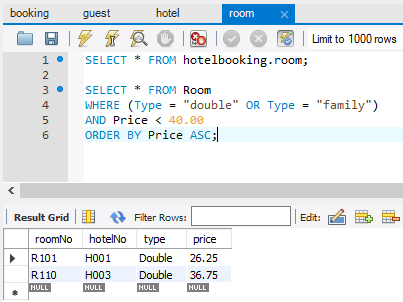 booking guest hotel room ×
Limit to 1000 rows
1 SELECT * FROM hotelbooking.room;
2
3 SELECT * FROM Room
4 WHERE (Type = "double" OR Type = "family")
5 AND Price < 40.00
6 ORDER BY Price ASC;
Result Grid Filter Rows: Edit:
roomNo hotelNo type price
R101 H001 Double 26.25
R110 H003 Double 36.75
NULL NULL NULL NULL